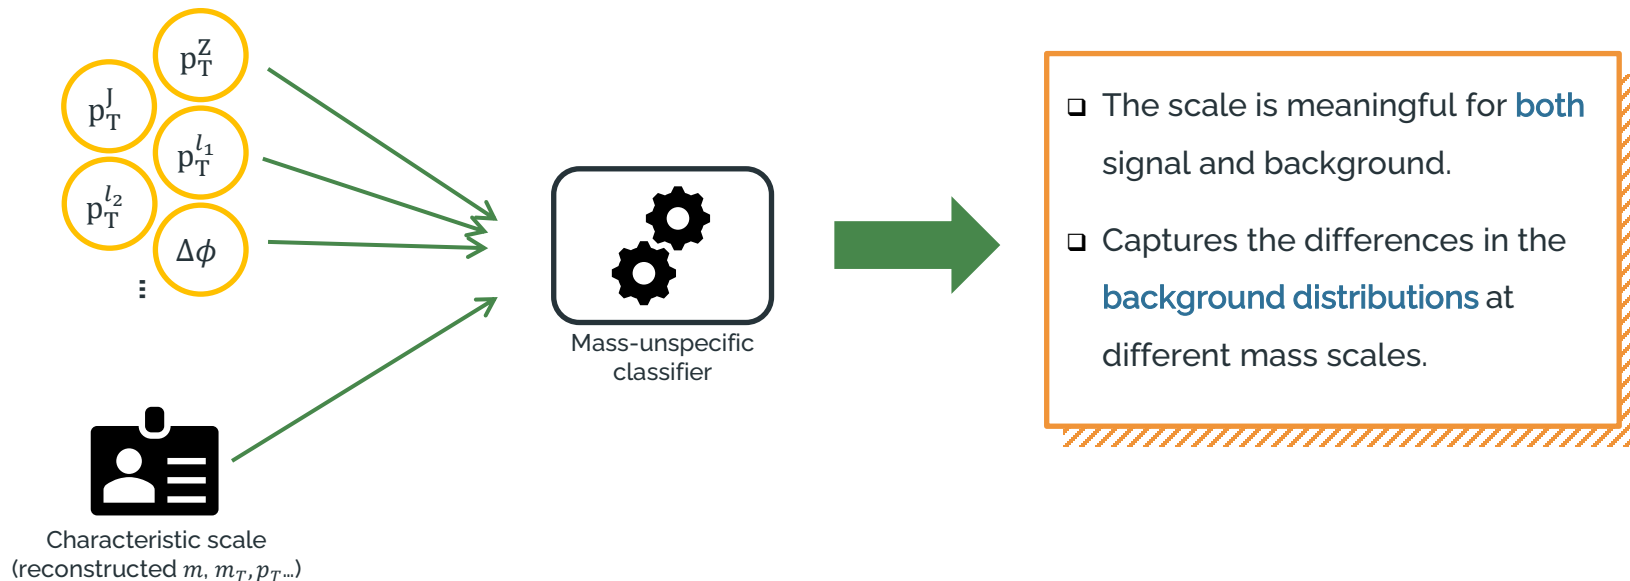 p_T^Z
p_T^J
p_T^{l_1}
p_T^{l_2}
Δϕ
⋮
Mass-unspecific
classifier
Characteristic scale
(reconstructed m, m_T, p_T…)
❑ The scale is meaningful for both
signal and background.
❑ Captures the differences in the
background distributions at
different mass scales.